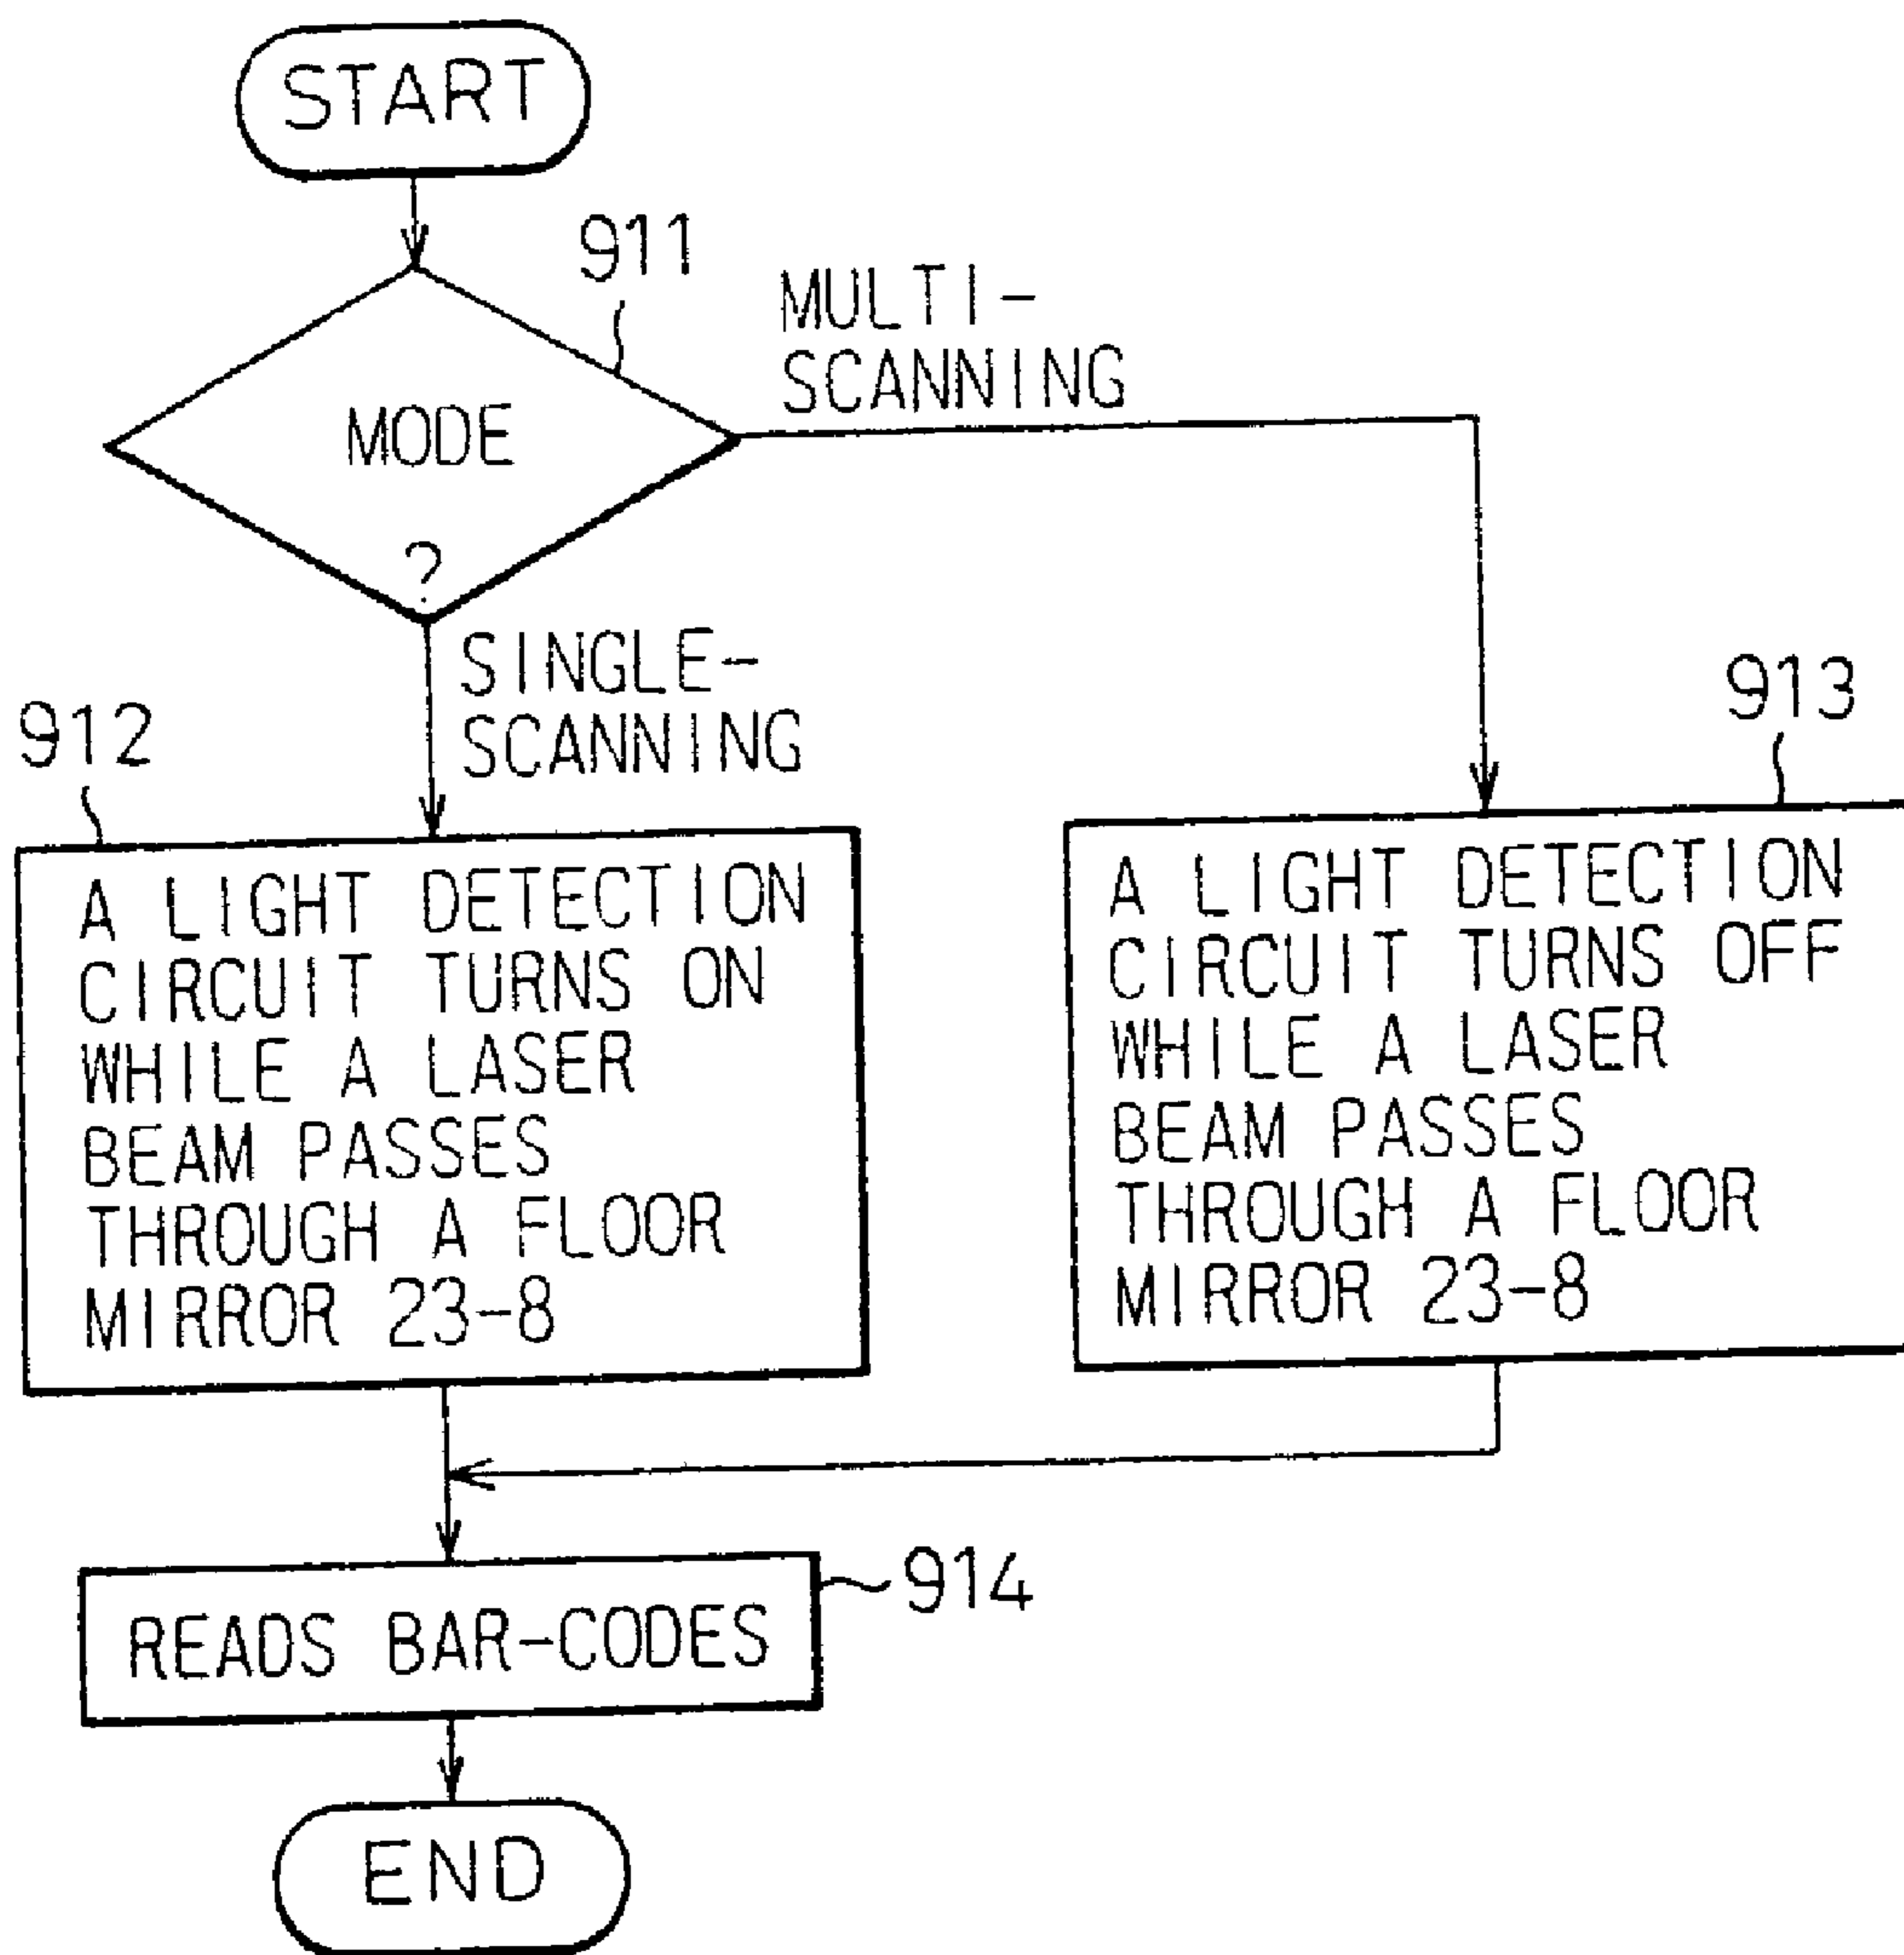 START
911
MULTI-
SCANNING
MODE
?
SINGLE-
SCANNING
912
A LIGHT DETECTION
CIRCUIT TURNS ON
WHILE A LASER
BEAM PASSES
THROUGH A FLOOR
MIRROR 23-8
913
A LIGHT DETECTION
CIRCUIT TURNS OFF
WHILE A LASER
BEAM PASSES
THROUGH A FLOOR
MIRROR 23-8
READS BAR-CODES
914
END